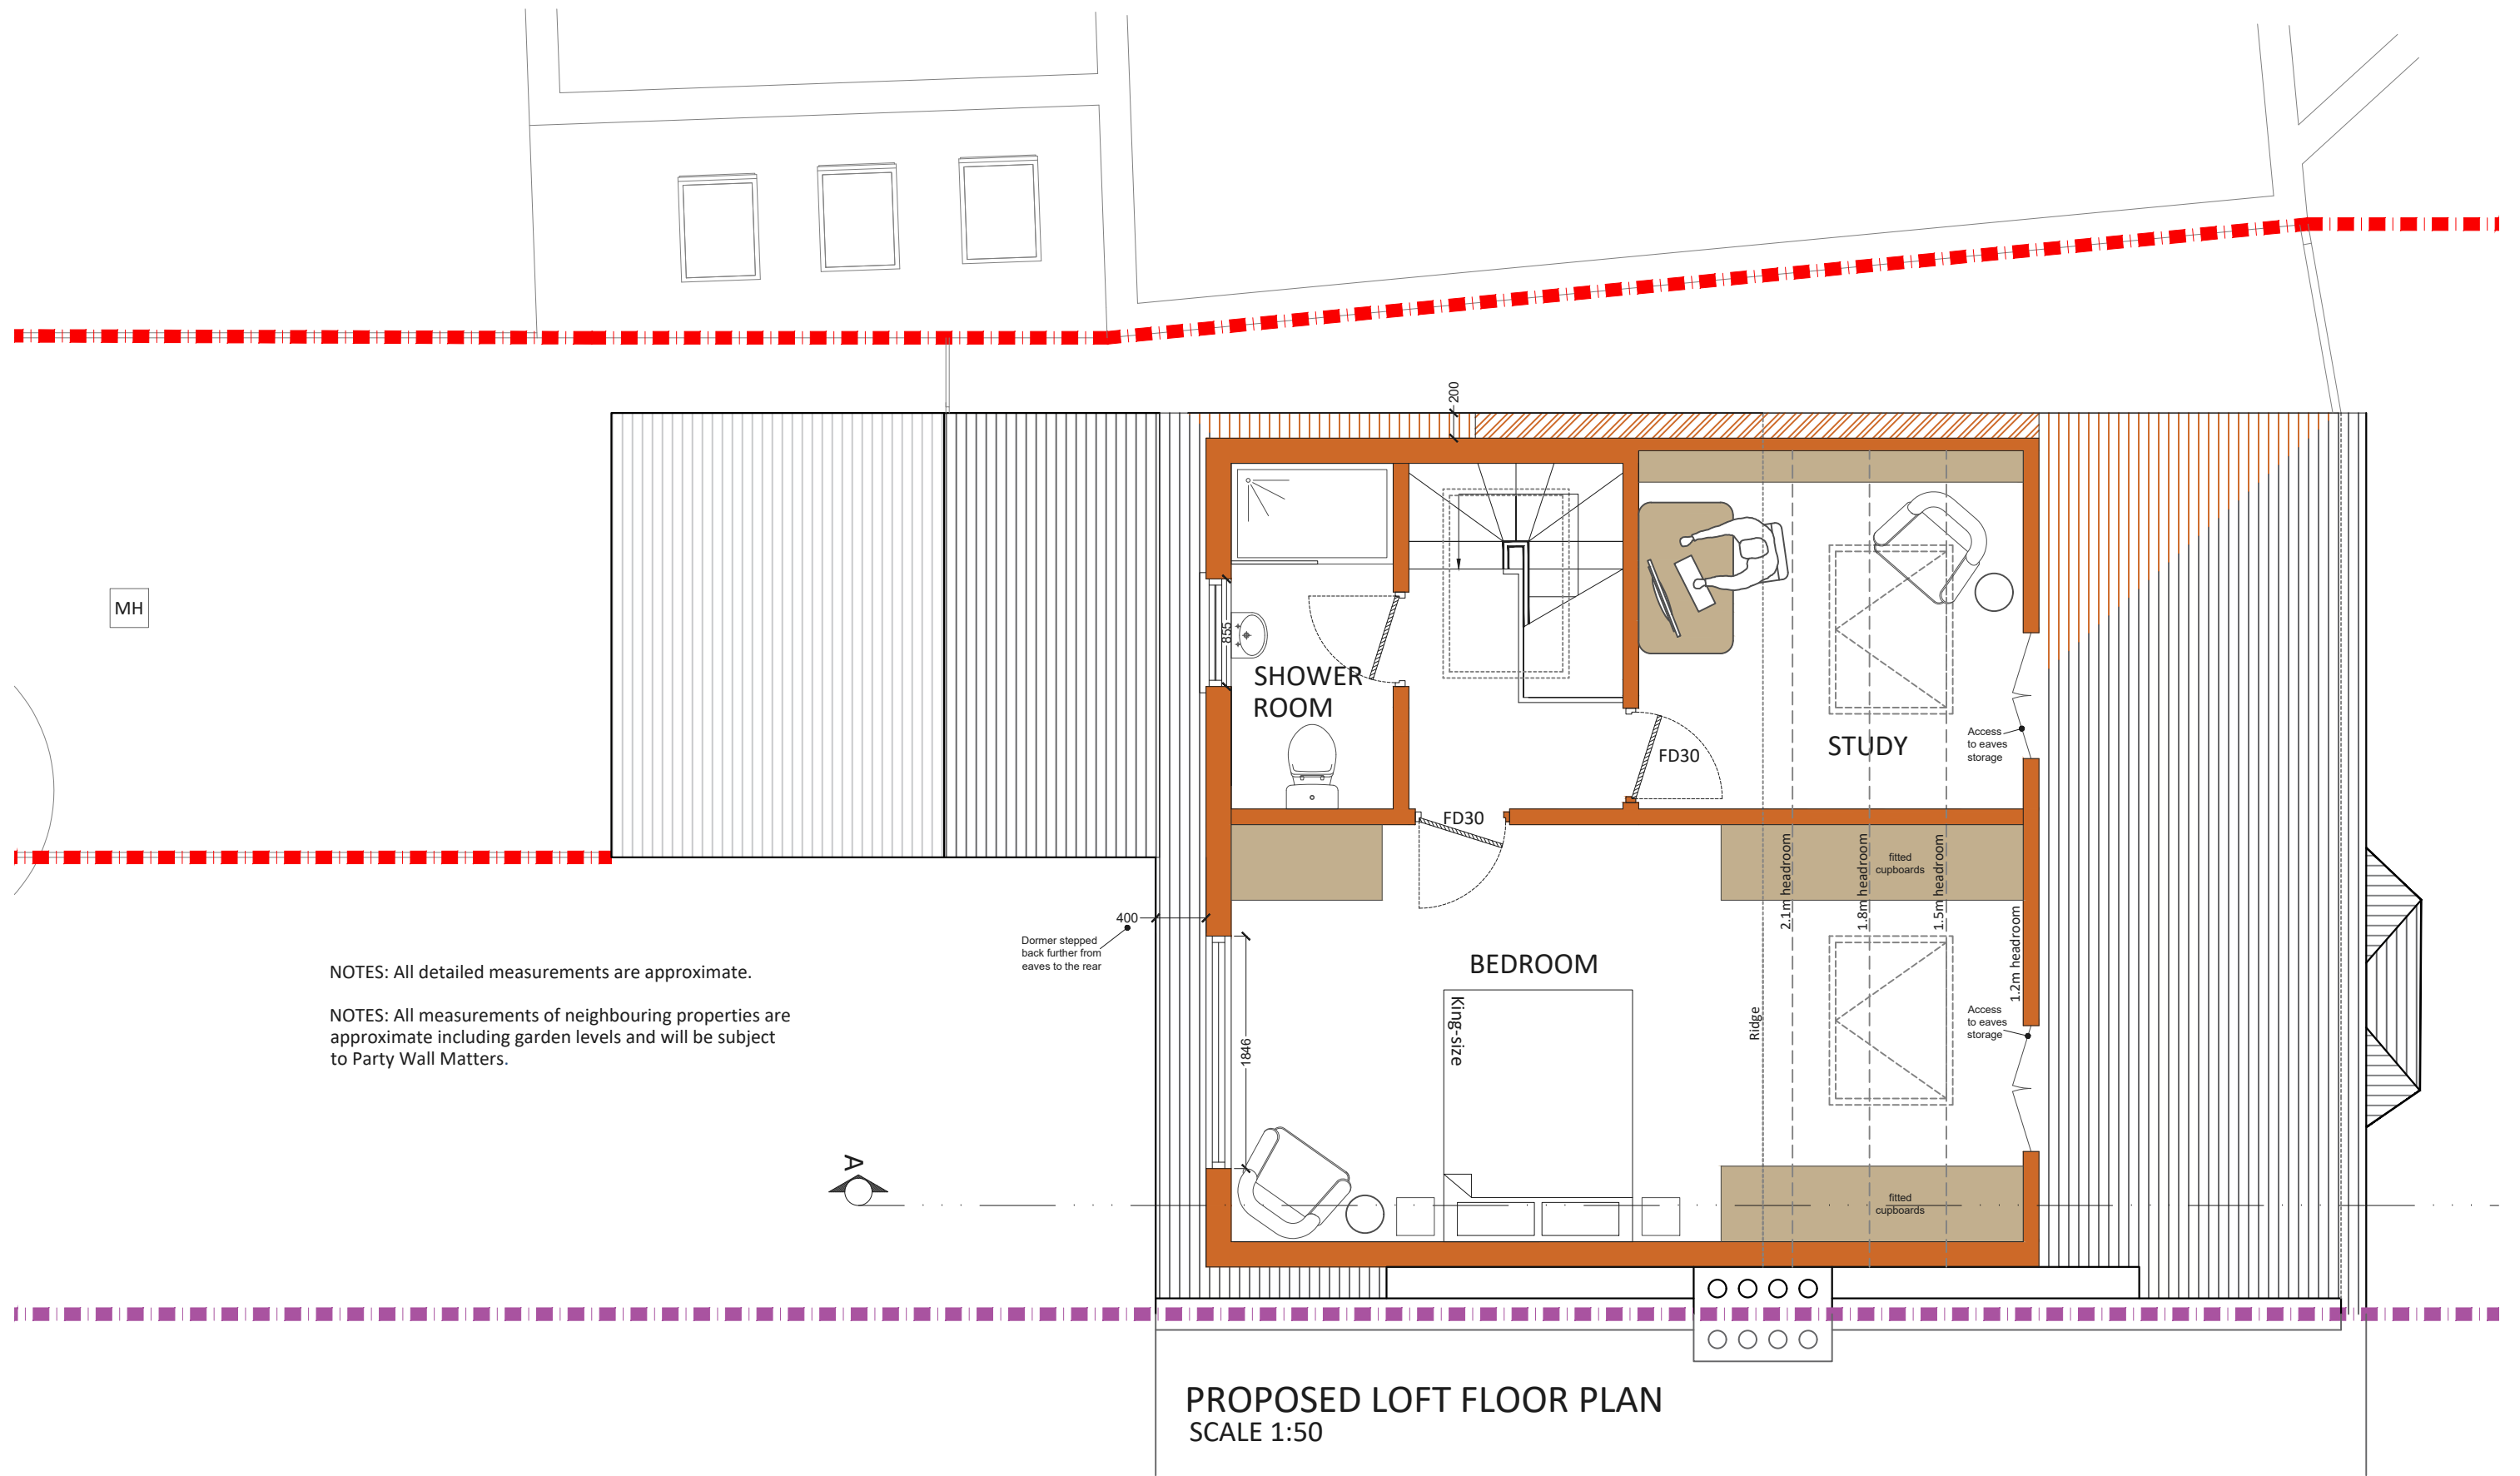 200
MH
855
SHOWER
ROOM
FD30
STUDY
Access
to eaves
storage
FD30
2.1m headroom
1.8m headroom
1.5m headroom
1.2m headroom
fitted
cupboards
400
Dormer stepped
back further from
eaves to the rear
BEDROOM
King-size
Ridge
Access
to eaves
storage
1846
NOTES: All detailed measurements are approximate.
NOTES: All measurements of neighbouring properties are
approximate including garden levels and will be subject
to Party Wall Matters.
A
fitted
cupboards
PROPOSED LOFT FLOOR PLAN
SCALE 1:50